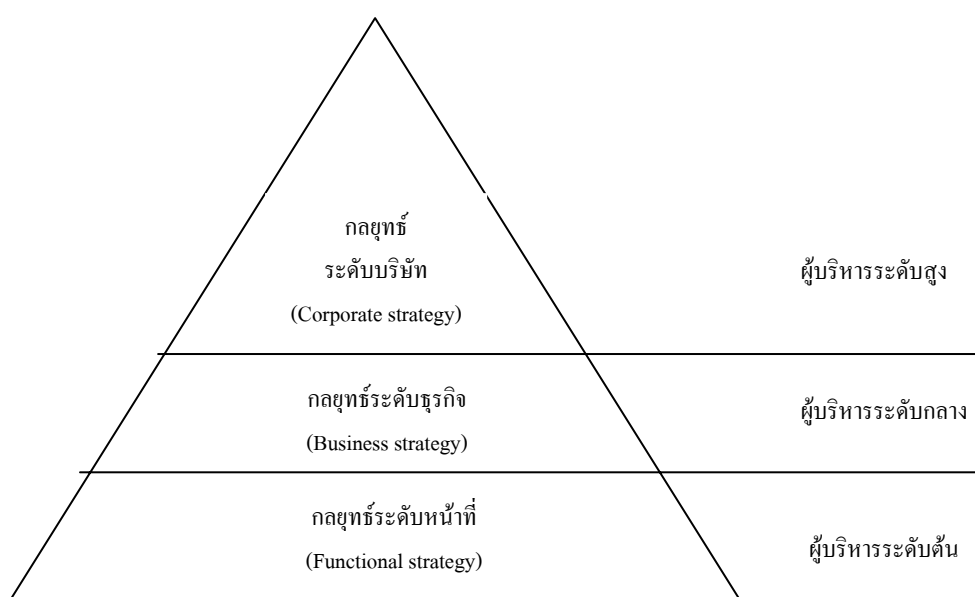 กลยุทธ์
ระดับบริษัท
(Corporate strategy)
ผู้บริหารระดับสูง
กลยุทธ์ระดับธุรกิจ
(Business strategy)
ผู้บริหารระดับกลาง
กลยุทธ์ระดับหน้าที่
(Functional strategy)
ผู้บริหารระดับต้น